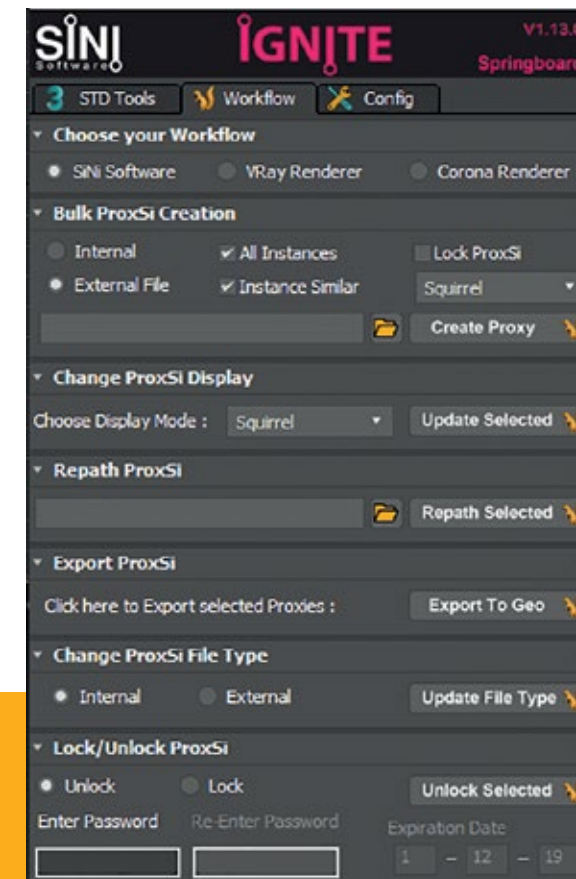 SiNi
Software
IGNITE
V1.13.0
Springboard
STD Tools Workflow Config
Choose your Workflow
SiNi Software VRay Renderer Corona Renderer
Bulk ProxSi Creation
Internal All Instances Lock ProxSi
External File Instance Similar Squirrel
Create Proxy
Change ProxSi Display
Choose Display Mode : Squirrel Update Selected
Repath ProxSi
Repath Selected
Export ProxSi
Click here to Export selected Proxies : Export To Geo
Change ProxSi File Type
Internal External Update File Type
Lock/Unlock ProxSi
Unlock Lock Unlock Selected
Enter Password Re-Enter Password Expiration Date
1 – 12 – 19